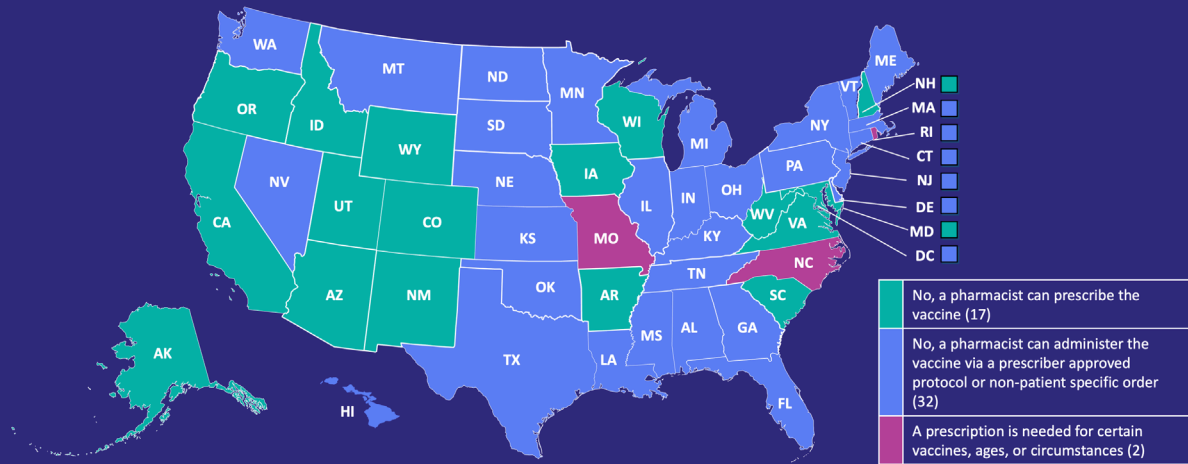 WA
MT
ND
MN
OR
ID
WY
SD
WI
MI
NY
VT
ME
NH
MA
RI
CT
NJ
DE
MD
DC
NV
UT
CO
NE
IA
IL
IN
OH
PA
CA
KS
MO
KY
WV
VA
AZ
NM
OK
AR
TN
NC
SC
TX
LA
MS
AL
GA
FL
AK
HI
No, a pharmacist can prescribe the
vaccine (17)
No, a pharmacist can administer the
vaccine via a prescriber approved
protocol or non-patient specific order
(32)
A prescription is needed for certain
vaccines, ages, or circumstances (2)